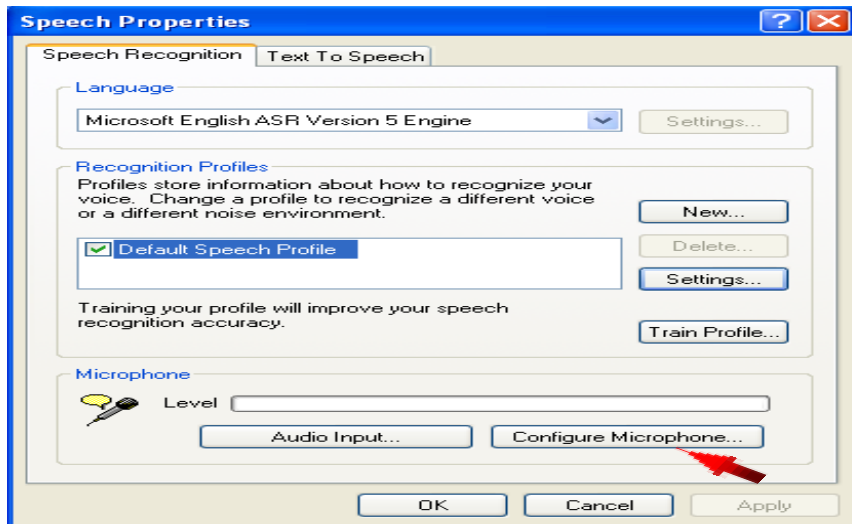 Speech Properties
Speech Recognition
Text To Speech
Language
Microsoft English ASR Version 5 Engine
Settings...
Recognition Profiles
Profiles store information about how to recognize your
voice. Change a profile to recognize a different voice
or a different noise environment.
New...
Default Speech Profile
Delete...
Settings...
Training your profile will improve your speech
recognition accuracy.
Train Profile...
Microphone
Level
Audio Input...
Configure Microphone...
OK
Cancel
Apply